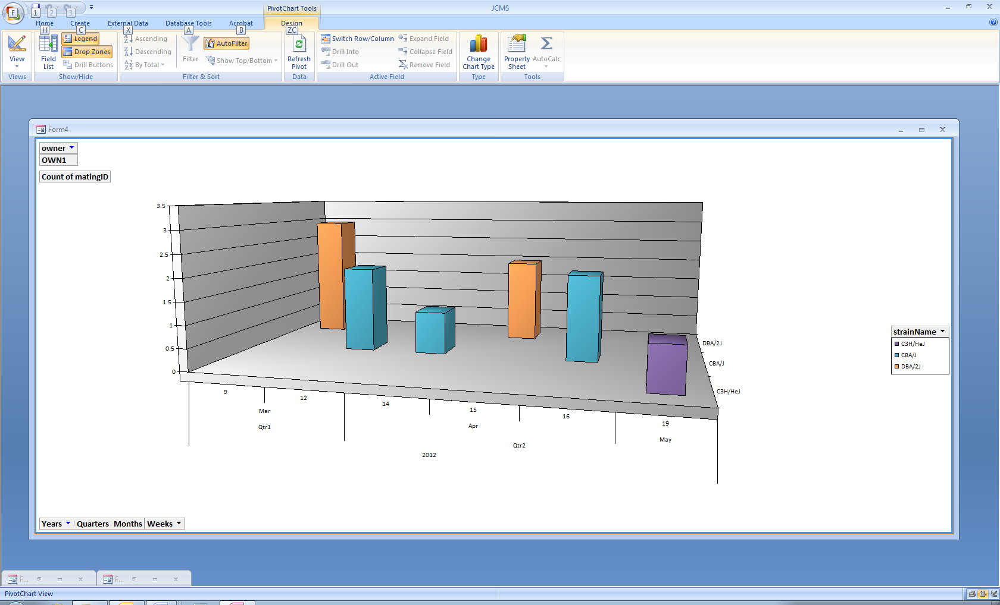 F 1 2 3 PivotChart Tools JCMS
Home Create External Data Database Tools Acrobat Design
H C X A B ZC
View
Views
Field List
Legend
Drop Zones
Drill Buttons
Show/Hide
Ascending
Descending
By Total
Filter
AutoFilter
Show Top/Bottom
Filter & Sort
Refresh Pivot
Data
Switch Row/Column
Drill Into
Drill Out
Expand Field
Collapse Field
Remove Field
Active Field
Change Chart Type
Type
Property Sheet
AutoCalc
Tools
Form4
owner
OWN1
Count of matingID
3.5
3
2.5
2
1.5
1
0.5
0
DBA/2J
CBA/J
C3H/HeJ
9 12 14 15 16 19
Mar Apr May
Qtr1 Qtr2
2012
strainName
C3H/HeJ
CBA/J
DBA/2J
Years Quarters Months Weeks
F... F...
PivotChart View